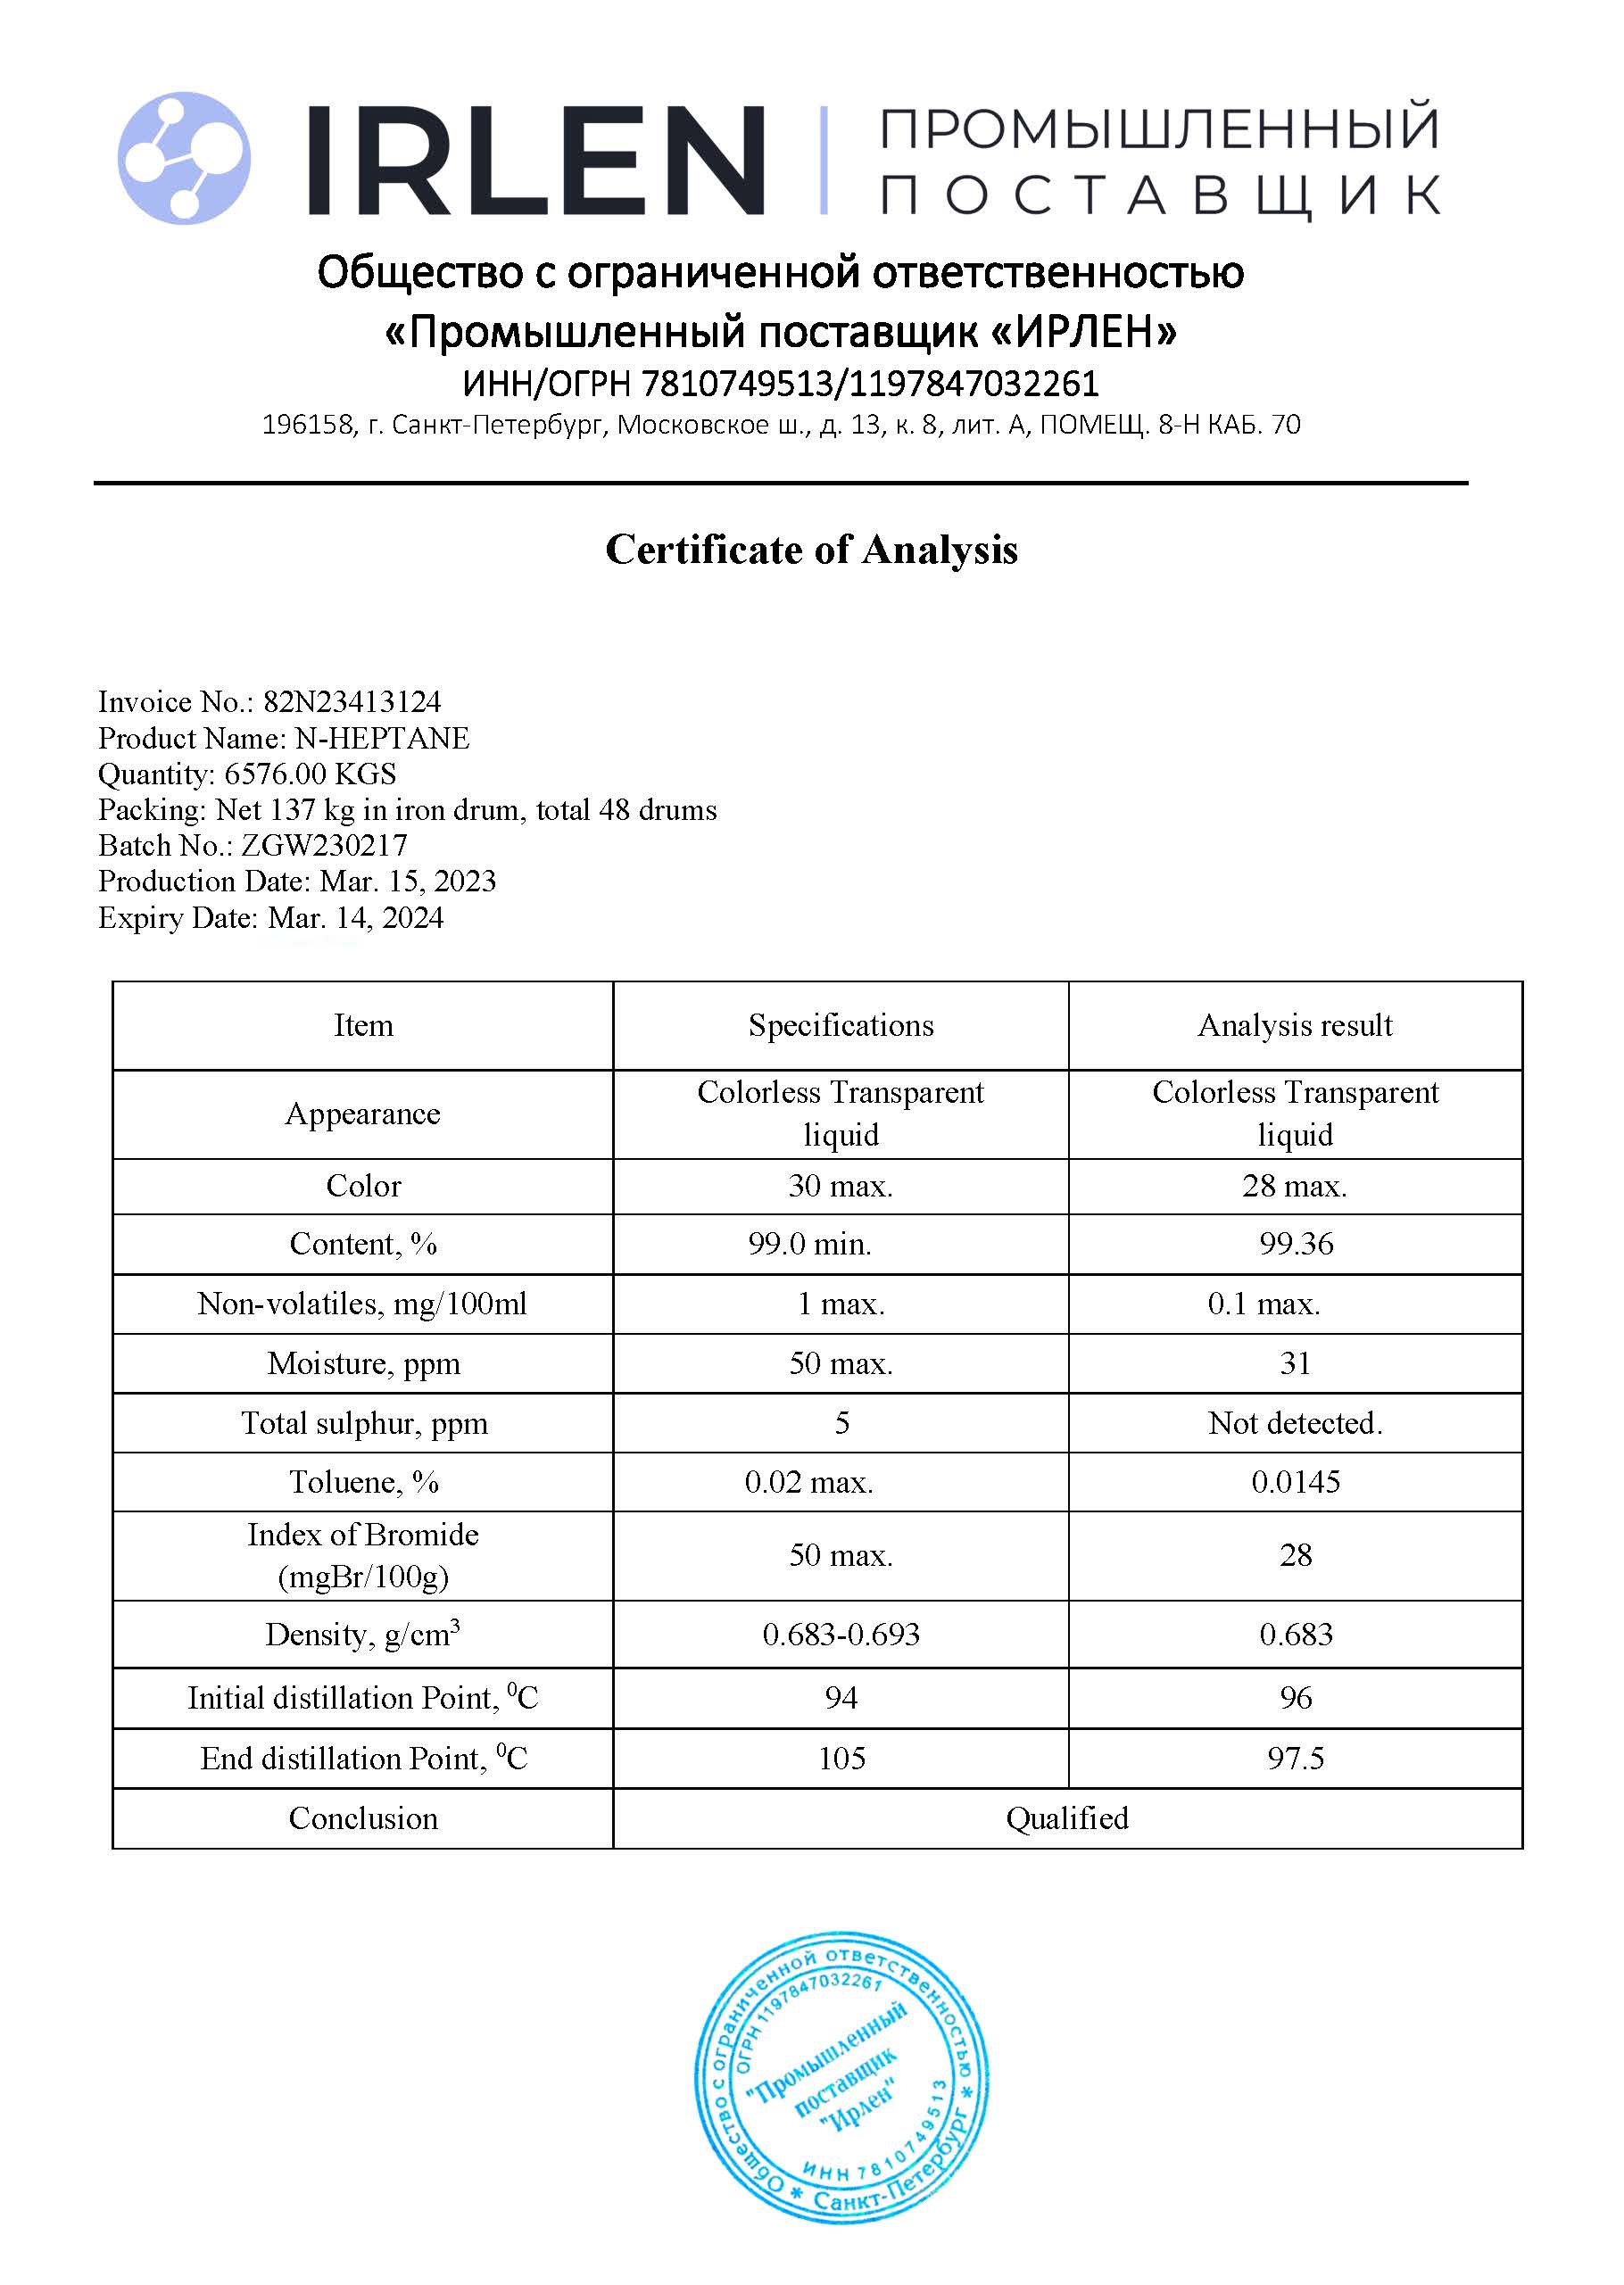 IRLEN
ПРОМЫШЛЕННЫЙ
ПОСТАВЩИК
Общество с ограниченной ответственностью
«Промышленный поставщик «ИРЛЕН»
ИНН/ОГРН 7810749513/1197847032261
196158, г. Санкт-Петербург, Московское ш., д. 13, к. 8, лит. А, ПОМЕЩ. 8-Н КАБ. 70
Certificate of Analysis
Invoice No.: 82N23413124
Product Name: N-HEPTANE
Quantity: 6576.00 KGS
Packing: Net 137 kg in iron drum, total 48 drums
Batch No.: ZGW230217
Production Date: Mar. 15, 2023
Expiry Date: Mar. 14, 2024
Item Specifications Analysis result
Appearance Colorless Transparent liquid Colorless Transparent liquid
Color 30 max. 28 max.
Content, % 99.0 min. 99.36
Non-volatiles, mg/100ml 1 max. 0.1 max.
Moisture, ppm 50 max. 31
Total sulphur, ppm 5 Not detected.
Toluene, % 0.02 max. 0.0145
Index of Bromide (mgBr/100g) 50 max. 28
Density, g/cm³ 0.683-0.693 0.683
Initial distillation Point, ⁰C 94 96
End distillation Point, ⁰C 105 97.5
Conclusion Qualified
Общество с ограниченной ответственностью * Санкт-Петербург *
ОГРН 1197847032261
"Промышленный
поставщик
"Ирлен"
ИНН 7810749513